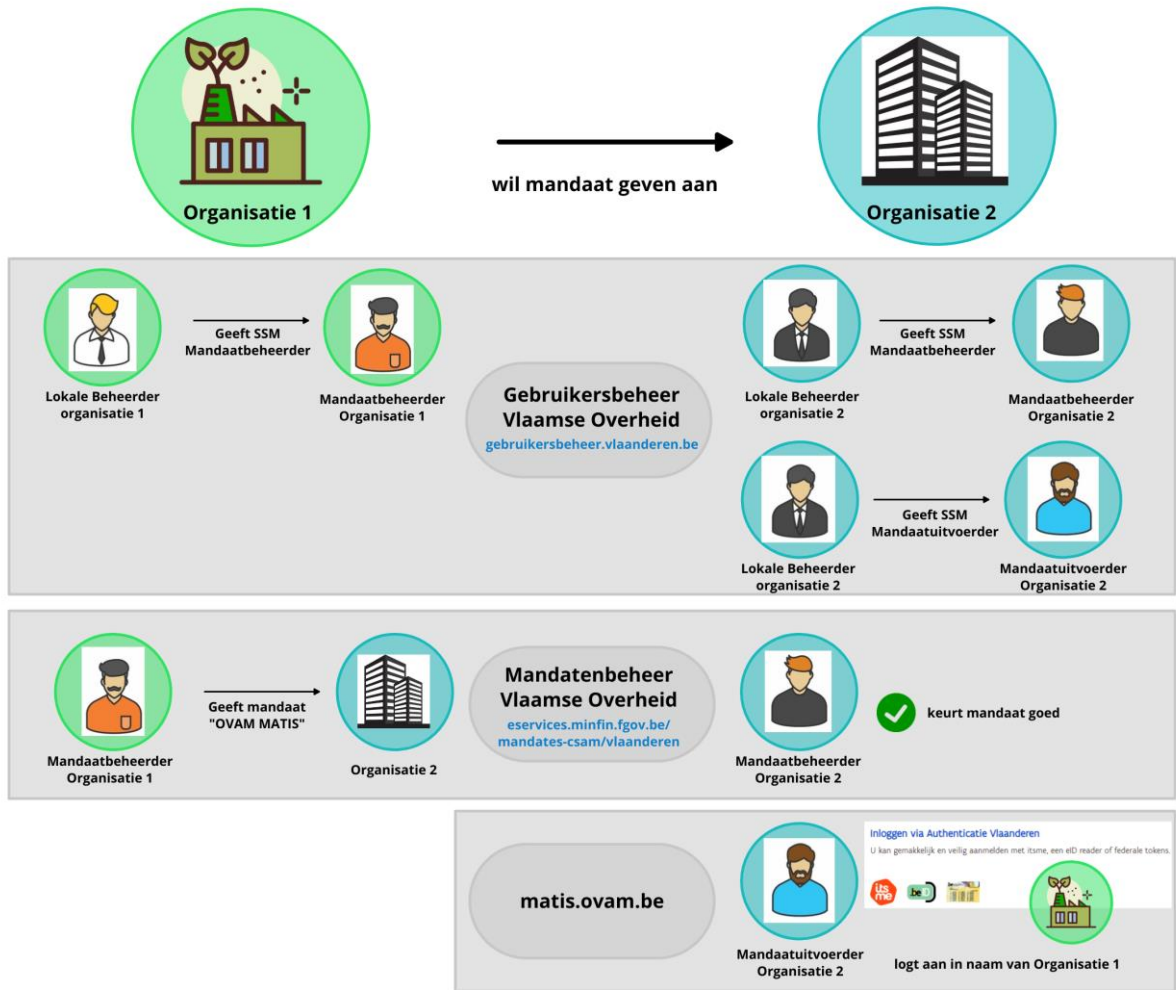 Organisatie 1
wil mandaat geven aan
Organisatie 2
Geeft SSM
Mandaatbeheerder
Lokale Beheerder
organisatie 1
Mandaatbeheerder
Organisatie 1
Gebruikersbeheer
Vlaamse Overheid
gebruikersbeheer.vlaanderen.be
Geeft SSM
Mandaatbeheerder
Lokale Beheerder
organisatie 2
Mandaatbeheerder
Organisatie 2
Geeft SSM
Mandaatuitvoerder
Lokale Beheerder
organisatie 2
Mandaatuitvoerder
Organisatie 2
Geeft mandaat
"OVAM MATIS"
Mandaatbeheerder
Organisatie 1
Organisatie 2
Mandatenbeheer
Vlaamse Overheid
eservices.minfin.fgov.be/
mandates-csam/vlaanderen
Mandaatbeheerder
Organisatie 2
keurt mandaat goed
matis.ovam.be
Mandaatuitvoerder
Organisatie 2
Inloggen via Authenticatie Vlaanderen
U kan gemakkelijk en veilig aanmelden met itsme, een eID reader of federale tokens.
its
me
.be
logt aan in naam van Organisatie 1